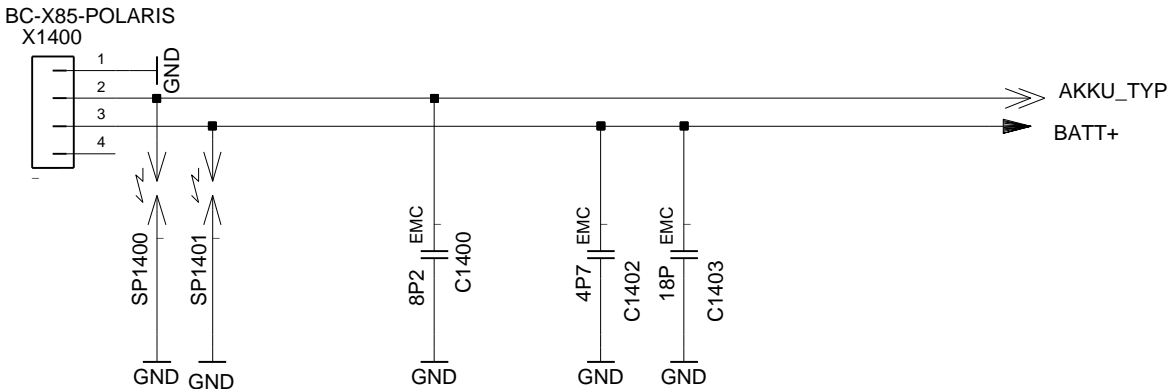 BC-X85-POLARIS
X1400
1
2
3
4
GND
AKKU_TYP
BATT+
SP1400
SP1401
EMC
8P2
C1400
EMC
4P7
C1402
EMC
18P
C1403
GND
GND
GND
GND
GND